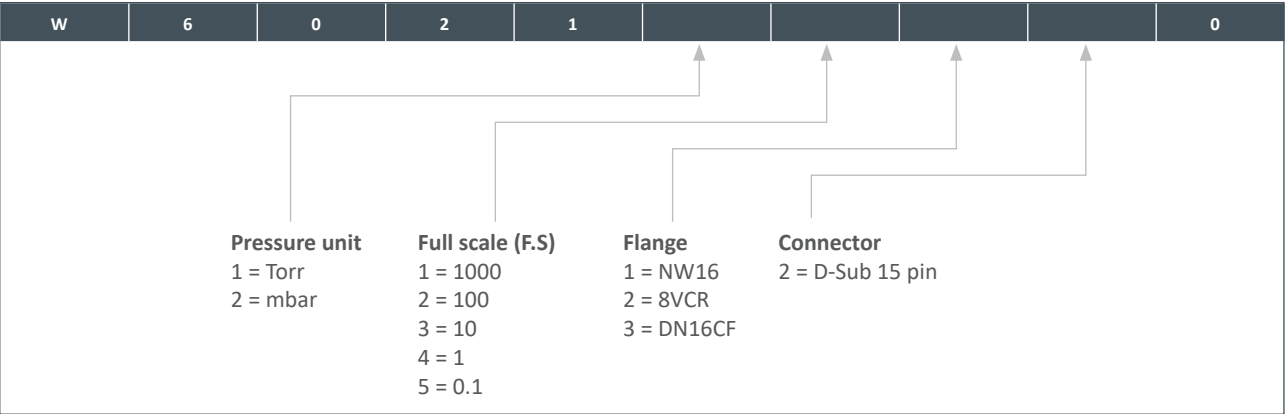 W 6 0 2 1 0
Pressure unit Full scale (F.S) Flange Connector
1 = Torr 1 = 1000 1 = NW16 2 = D-Sub 15 pin
2 = mbar 2 = 100 2 = 8VCR
3 = 10 3 = DN16CF
4 = 1
5 = 0.1